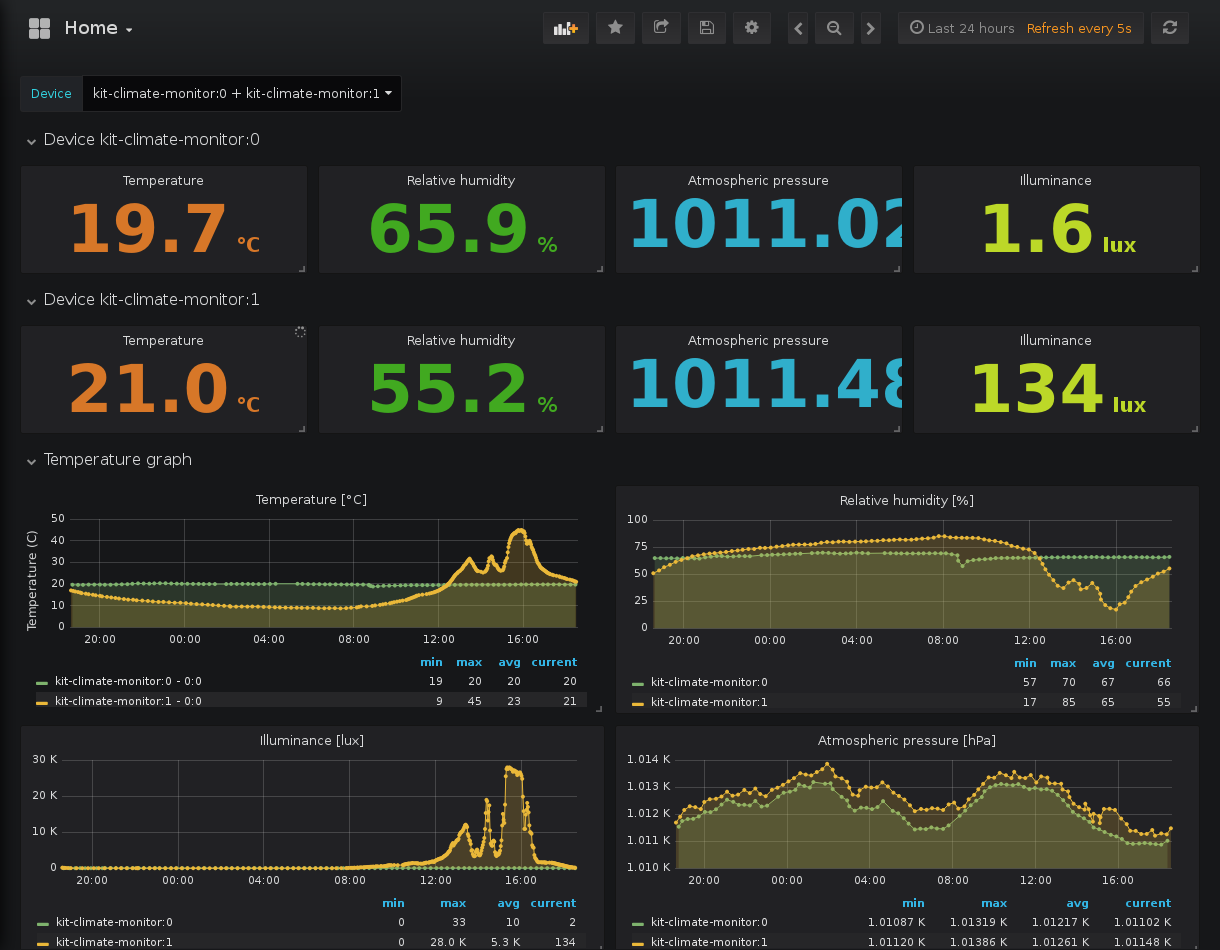 Home
Last 24 hours Refresh every 5s
Device kit-climate-monitor:0 + kit-climate-monitor:1
Device kit-climate-monitor:0
Temperature
19.7 °C
Relative humidity
65.9 %
Atmospheric pressure
1011.02
Illuminance
1.6 lux
Device kit-climate-monitor:1
Temperature
21.0 °C
Relative humidity
55.2 %
Atmospheric pressure
1011.48
Illuminance
134 lux
Temperature graph
Temperature [°C]
Temperature (C)
50
40
30
20
10
0
20:00 00:00 04:00 08:00 12:00 16:00
min max avg current
kit-climate-monitor:0 - 0:0 19 20 20 20
kit-climate-monitor:1 - 0:0 9 45 23 21
Relative humidity [%]
100
75
50
25
0
20:00 00:00 04:00 08:00 12:00 16:00
min max avg current
kit-climate-monitor:0 57 70 67 66
kit-climate-monitor:1 17 85 65 55
Illuminance [lux]
30 K
20 K
10 K
0
20:00 00:00 04:00 08:00 12:00 16:00
min max avg current
kit-climate-monitor:0 0 33 10 2
kit-climate-monitor:1 0 28.0 K 5.3 K 134
Atmospheric pressure [hPa]
1.014 K
1.013 K
1.012 K
1.011 K
1.010 K
20:00 00:00 04:00 08:00 12:00 16:00
min max avg current
kit-climate-monitor:0 1.01087 K 1.01319 K 1.01217 K 1.01102 K
kit-climate-monitor:1 1.01120 K 1.01386 K 1.01261 K 1.01148 K